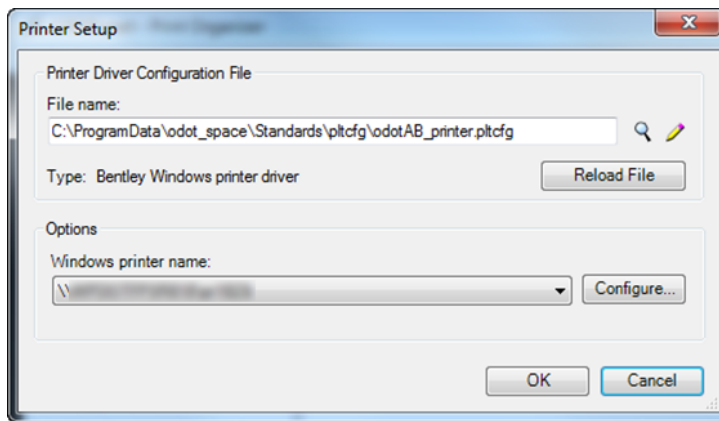 Printer Setup
Printer Driver Configuration File
File name:
C:\ProgramData\odot_space\Standards\pltcfg\odotAB_printer.pltcfg
Type: Bentley Windows printer driver
Reload File
Options
Windows printer name:
\\
Configure...
OK
Cancel